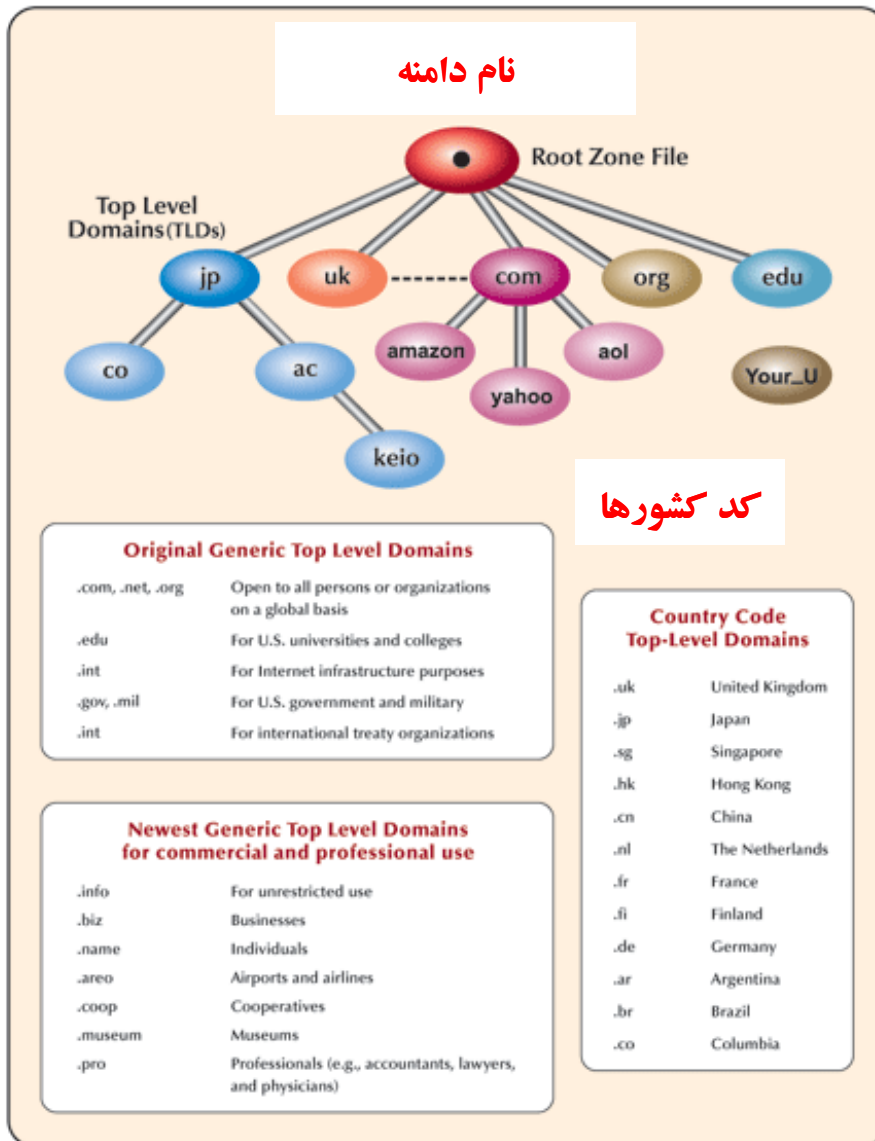 نام دامنه
Root Zone File
Top Level
Domains(TLDs)
jp
uk
com
org
edu
co
ac
amazon
yahoo
aol
Your_U
keio
کد کشورها
Original Generic Top Level Domains
.com, .net, .org Open to all persons or organizations
on a global basis
.edu For U.S. universities and colleges
.int For Internet infrastructure purposes
.gov, .mil For U.S. government and military
.int For international treaty organizations
Newest Generic Top Level Domains
for commercial and professional use
.info For unrestricted use
.biz Businesses
.name Individuals
.areo Airports and airlines
.coop Cooperatives
.museum Museums
.pro Professionals (e.g., accountants, lawyers,
and physicians)
Country Code
Top-Level Domains
.uk United Kingdom
.jp Japan
.sg Singapore
.hk Hong Kong
.cn China
.nl The Netherlands
.fr France
.fi Finland
.de Germany
.ar Argentina
.br Brazil
.co Columbia